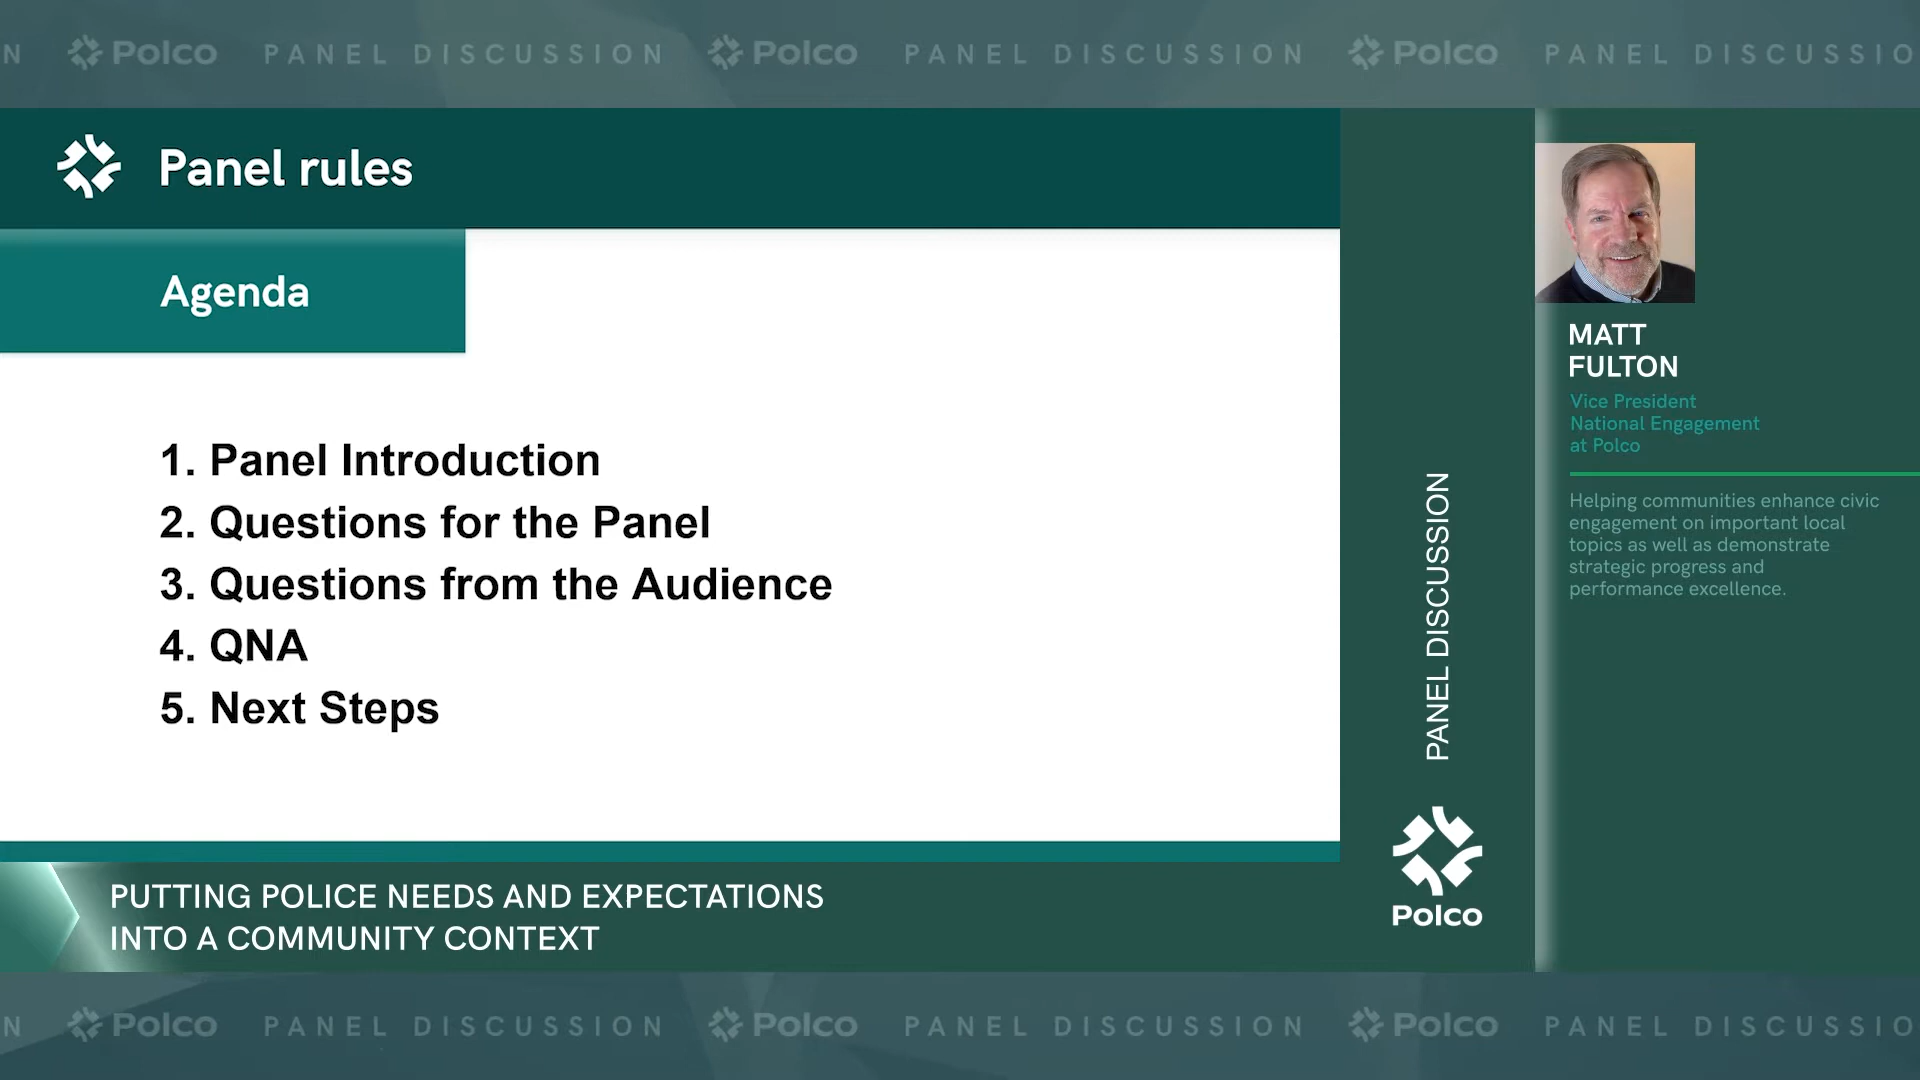 N Polco PANEL DISCUSSION Polco PANEL DISCUSSION Polco PANEL DISCUSSIO
Panel rules
Agenda
1. Panel Introduction
2. Questions for the Panel
3. Questions from the Audience
4. QNA
5. Next Steps
PUTTING POLICE NEEDS AND EXPECTATIONS
INTO A COMMUNITY CONTEXT
PANEL DISCUSSION
Polco
MATT
FULTON
Vice President
National Engagement
at Polco
Helping communities enhance civic
engagement on important local
topics as well as demonstrate
strategic progress and
performance excellence.
N Polco PANEL DISCUSSION Polco PANEL DISCUSSION Polco PANEL DISCUSSIO